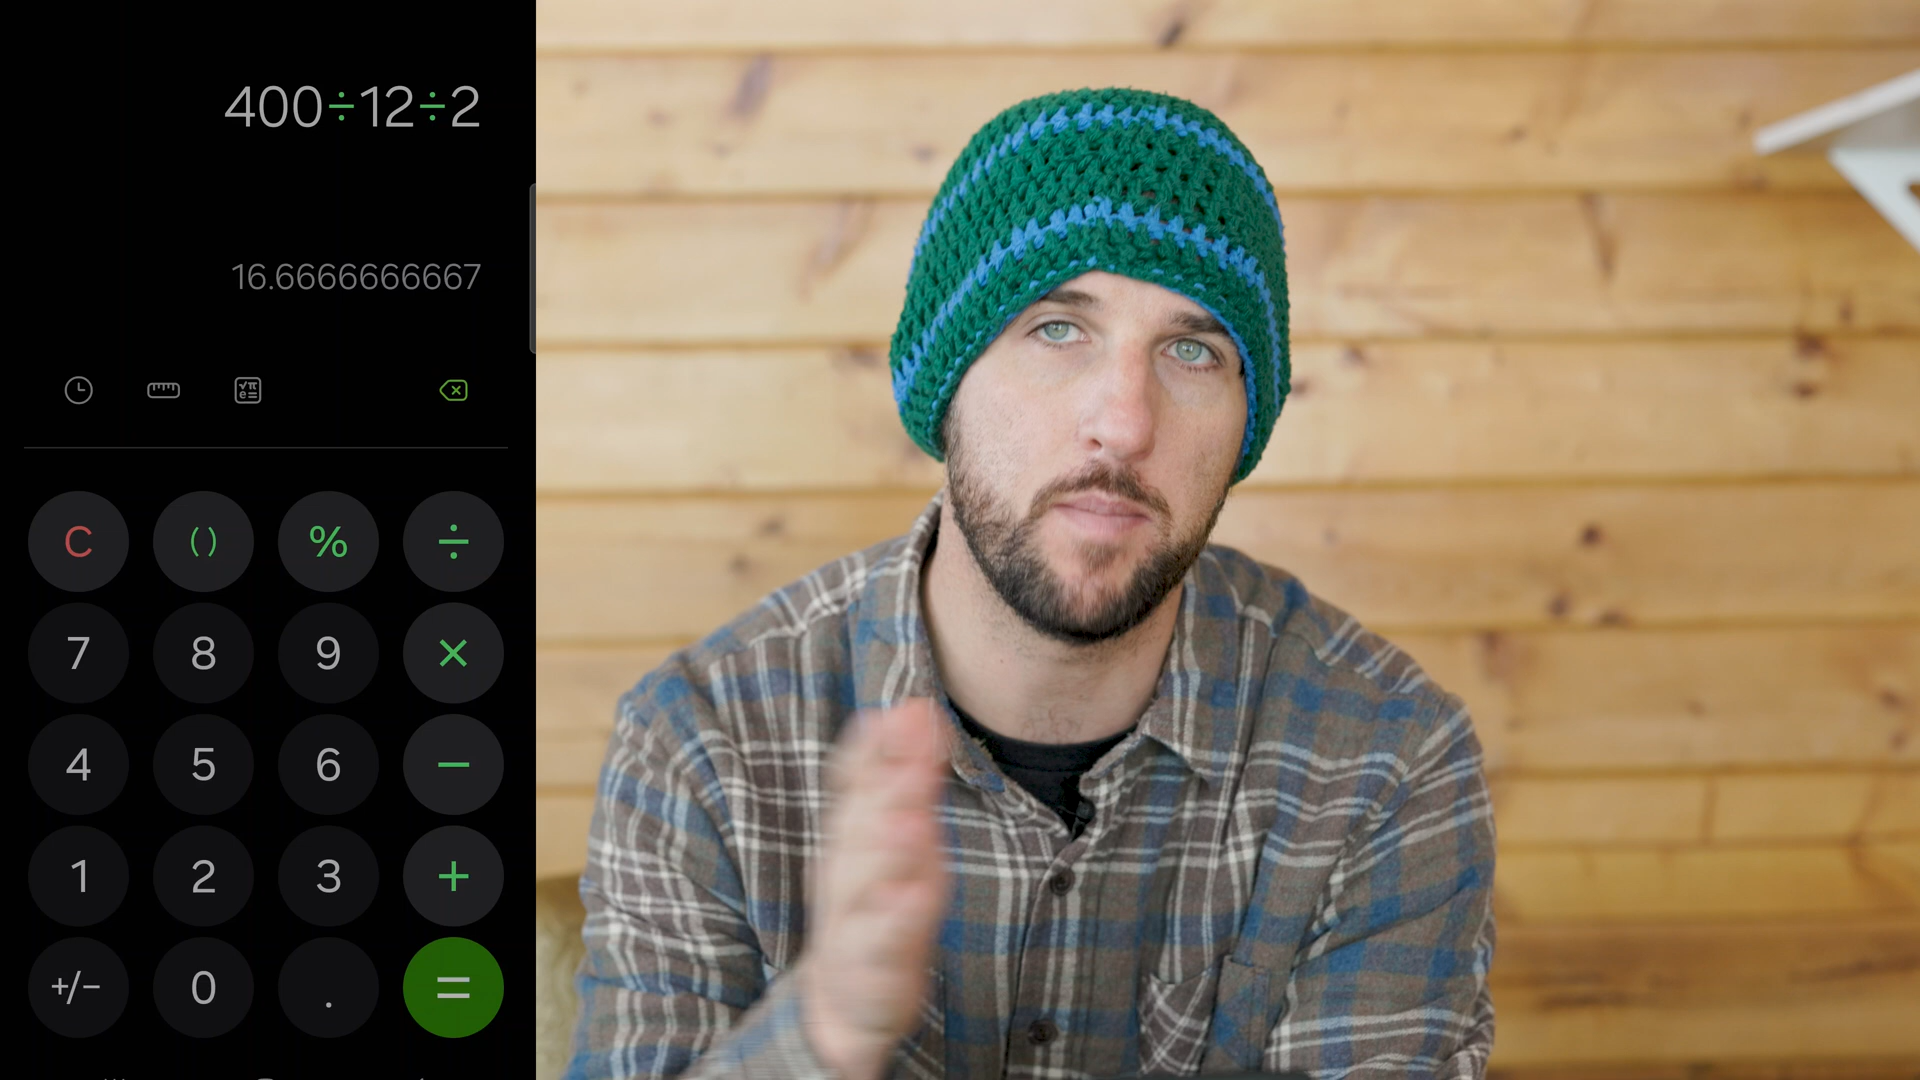 400÷12÷2
16.6666666667
√π
e=
C () % ÷
7 8 9 ×
4 5 6 −
1 2 3 +
+/− 0 . =